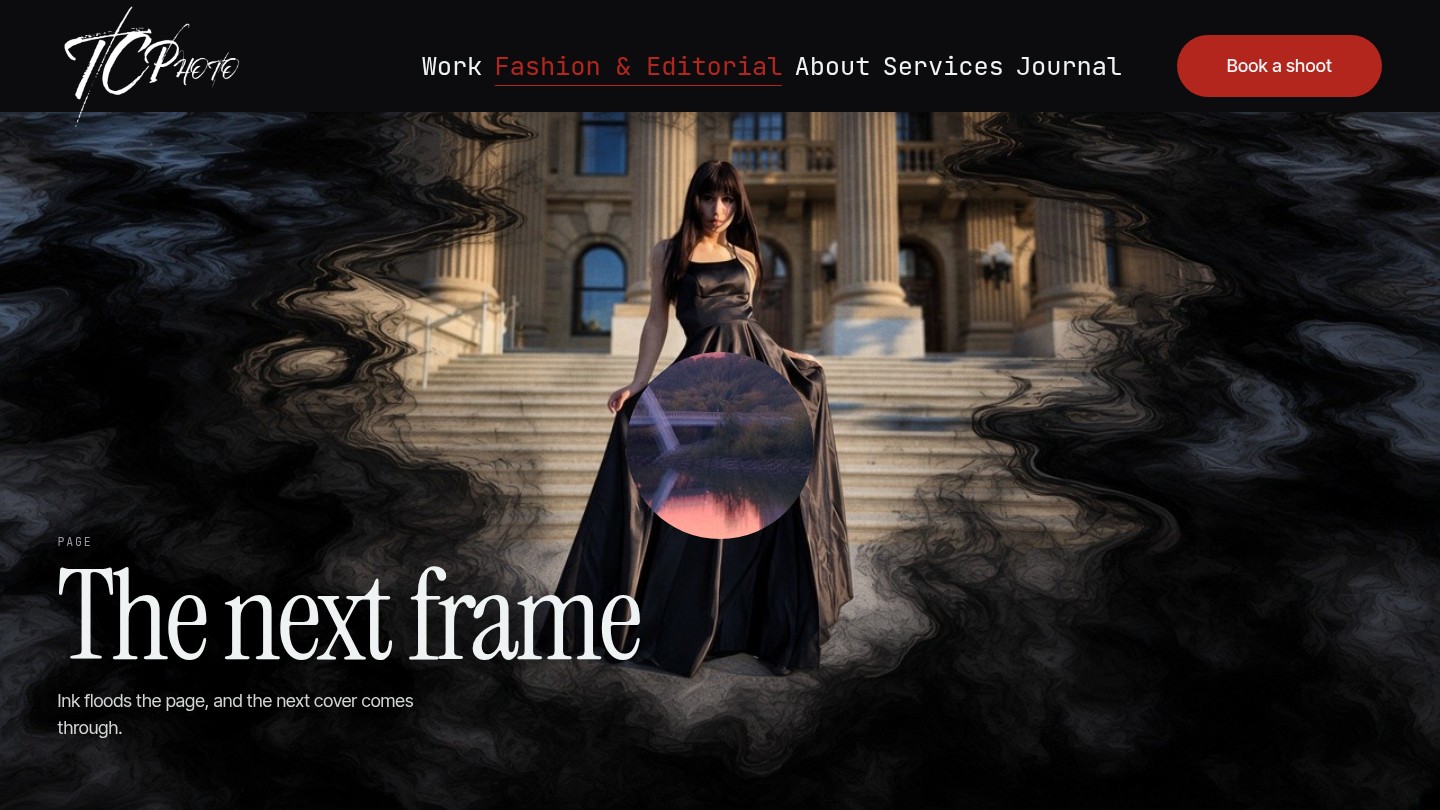 TCPHOTO
Work Fashion & Editorial About Services Journal
Book a shoot
PAGE
The next frame
Ink floods the page, and the next cover comes
through.